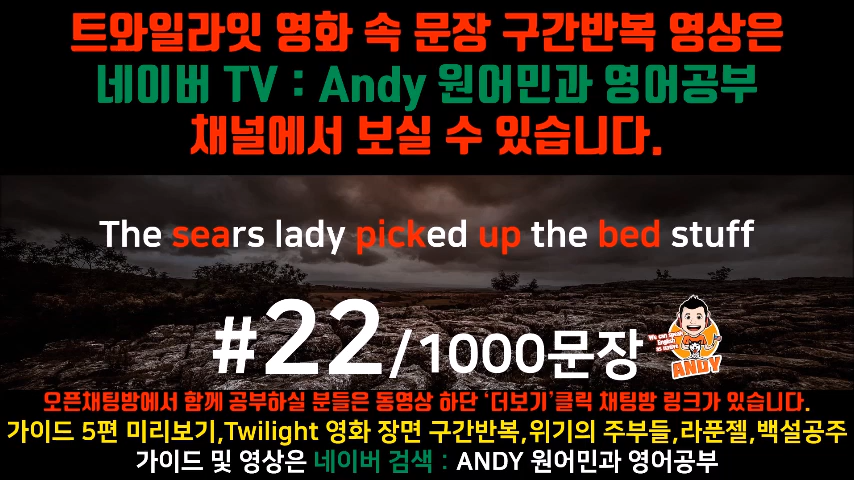 트와일라잇 영화 속 문장 구간반복 영상은
네이버 TV : Andy 원어민과 영어공부
채널에서 보실 수 있습니다.
The sears lady picked up the bed stuff
#22/1000문장
We can speak
English
as native
ANDY
오픈채팅방에서 함께 공부하실 분들은 동영상 하단 '더보기'클릭 채팅방 링크가 있습니다.
가이드 5편 미리보기,Twilight 영화 장면 구간반복,위기의 주부들,라푼젤,백설공주
가이드 및 영상은 네이버 검색 : ANDY 원어민과 영어공부